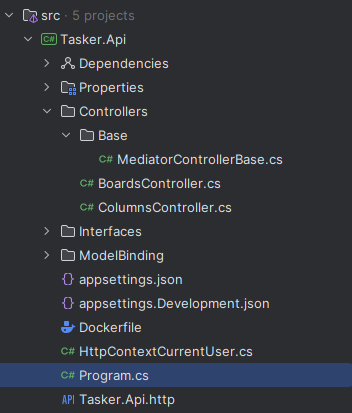 src · 5 projects
C# Tasker.Api
Dependencies
Properties
Controllers
Base
C# MediatorControllerBase.cs
C# BoardsController.cs
C# ColumnsController.cs
Interfaces
ModelBinding
{} appsettings.json
{} appsettings.Development.json
Dockerfile
C# HttpContextCurrentUser.cs
C# Program.cs
API Tasker.Api.http